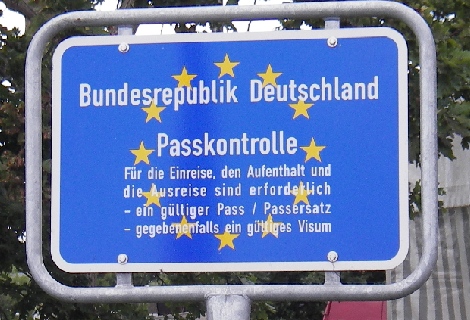 Bundesrepublik Deutschland
Passkontrolle
Für die Einreise, den Aufenthalt und
die Ausreise sind erforderlich
- ein gültiger Pass / Passersatz
- gegebenenfalls ein gültiges Visum